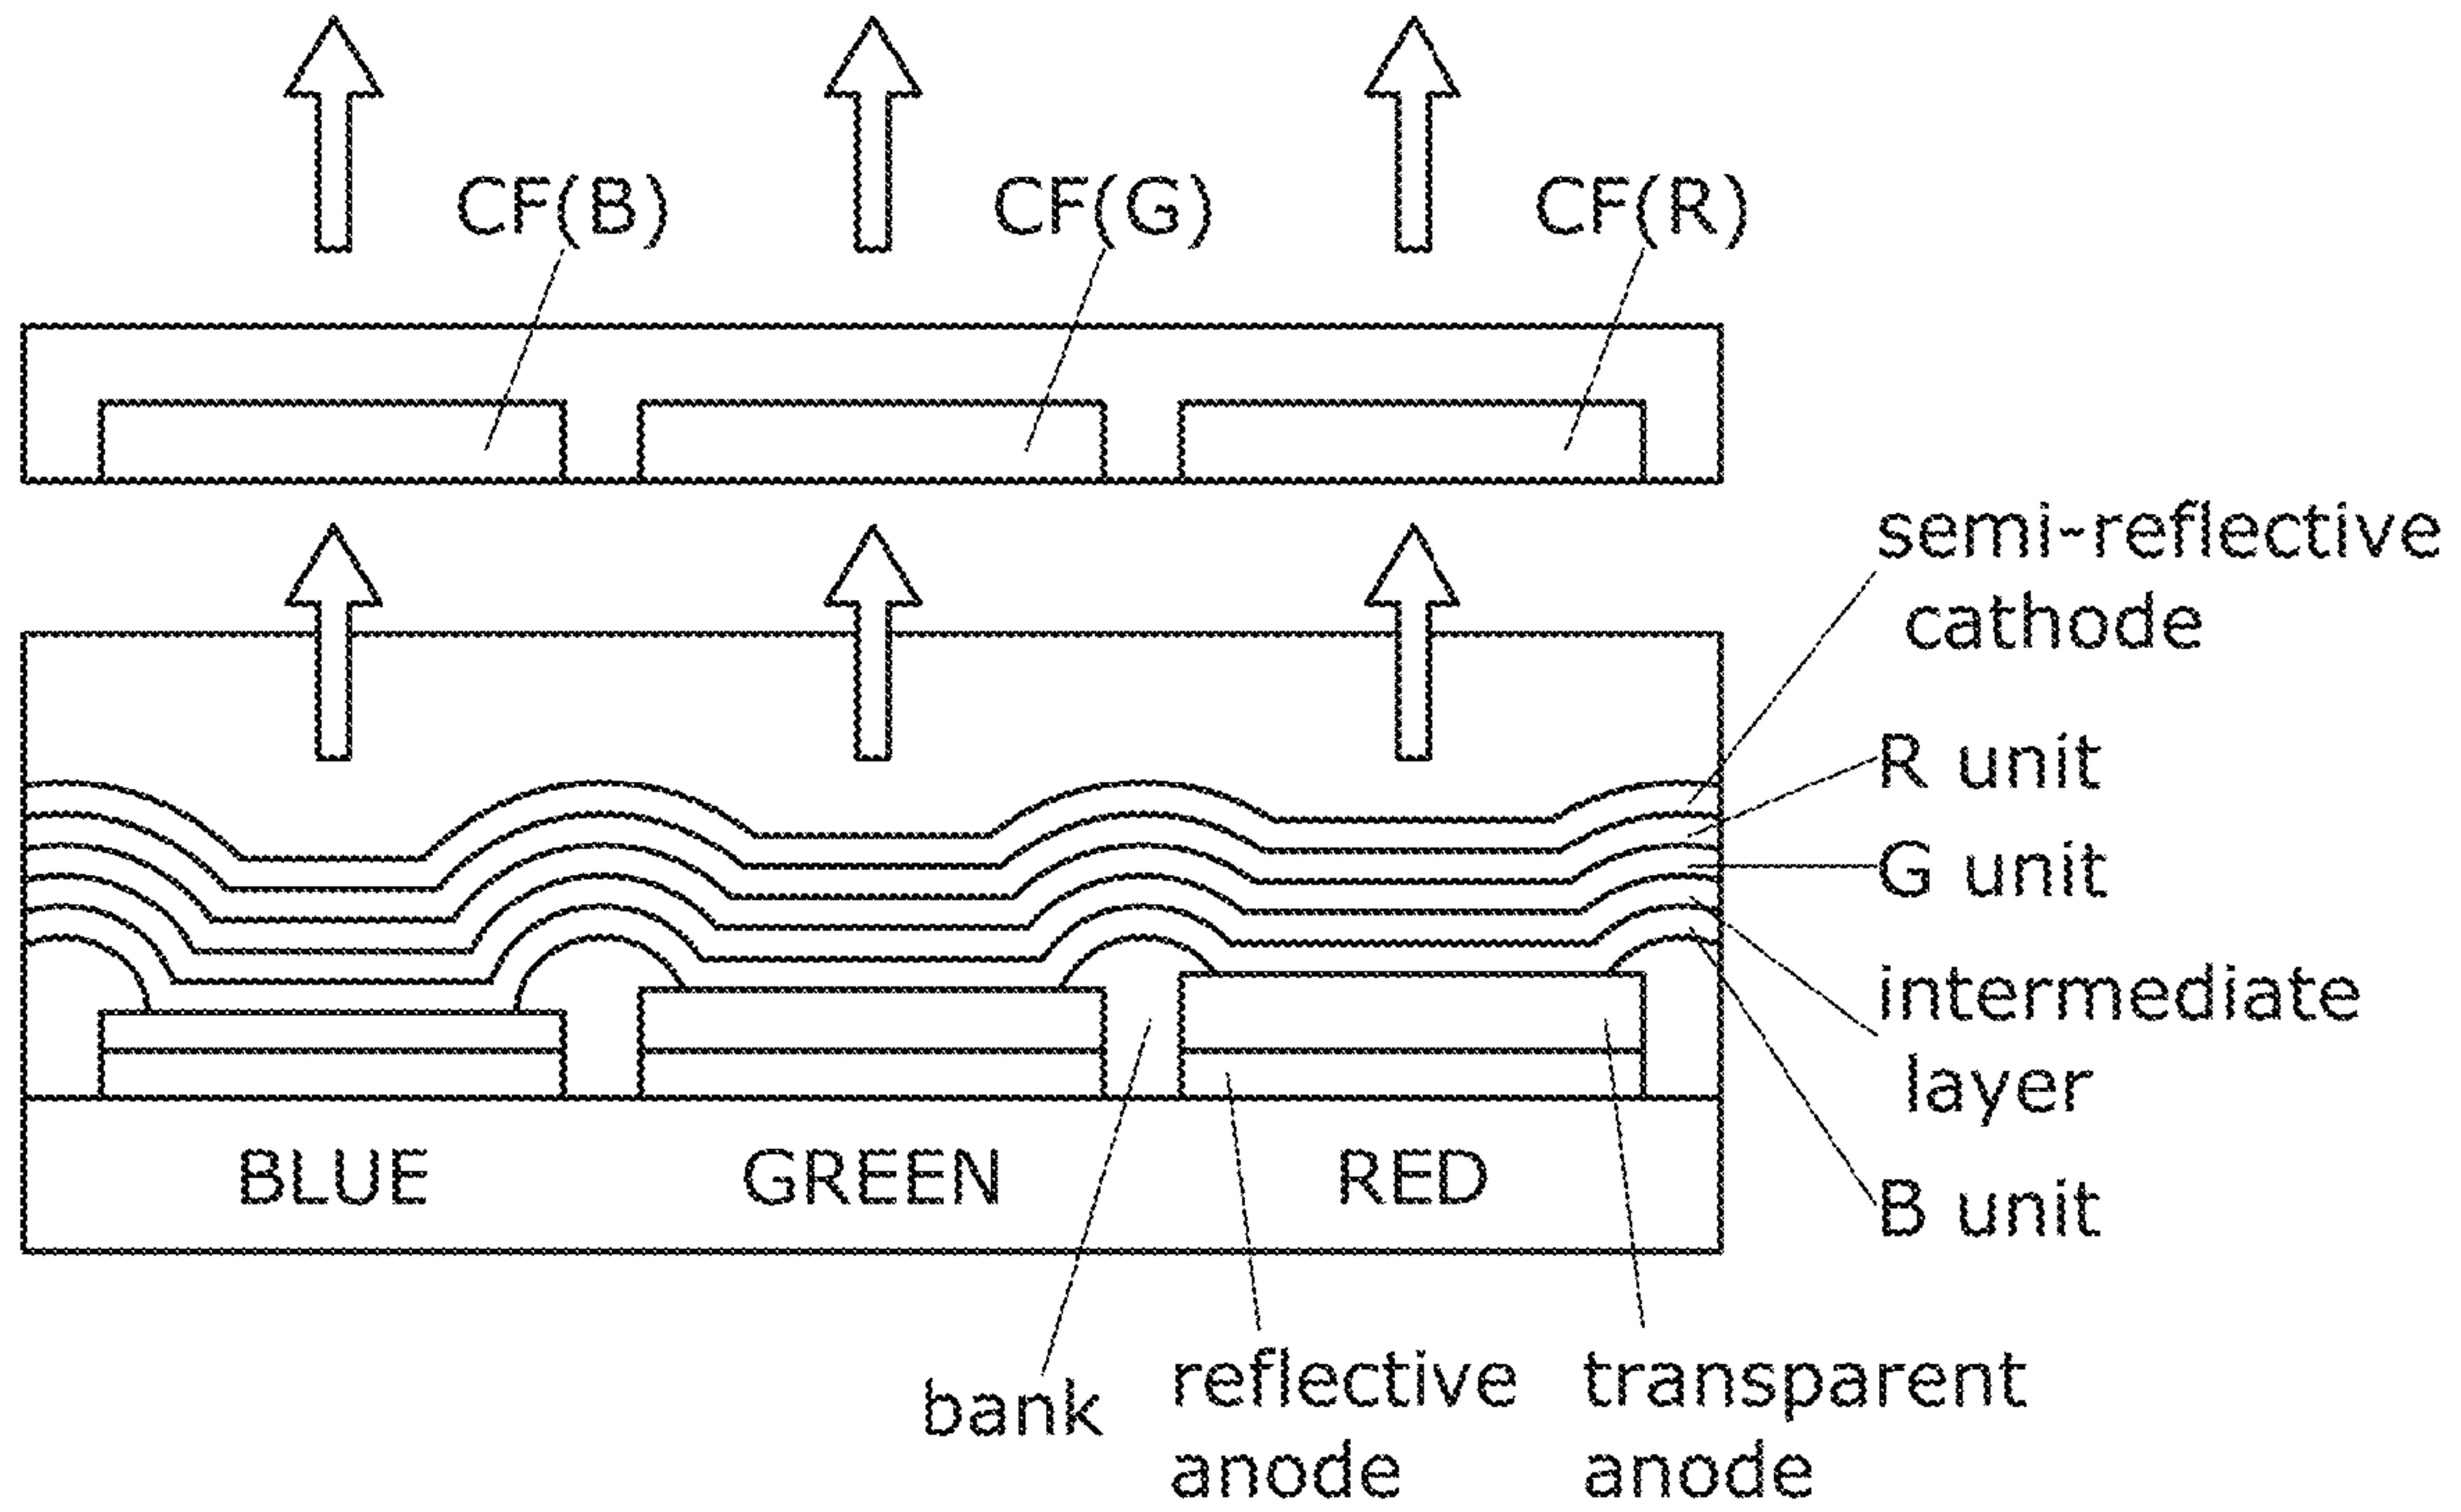 CF(B)
CF(G)
CF(R)
semi-reflective
cathode
R unit
G unit
intermediate
layer
B unit
BLUE
GREEN
RED
bank
reflective
anode
transparent
anode